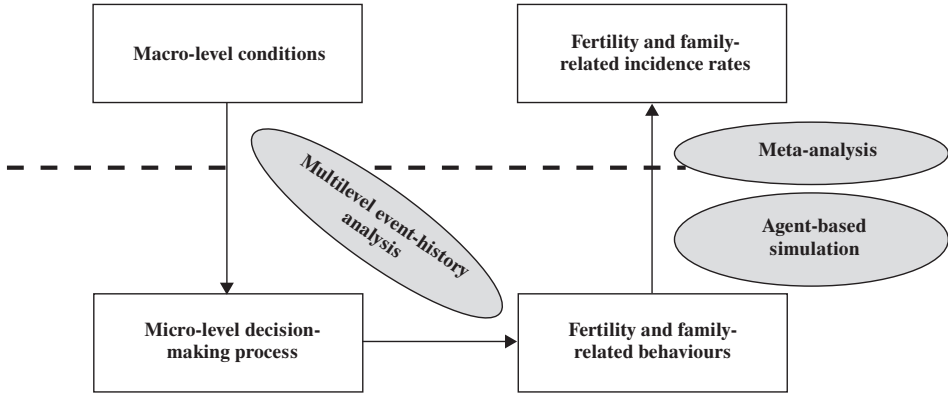 Macro-level conditions
Fertility and family-
related incidence rates
Multilevel event-history
analysis
Meta-analysis
Agent-based
simulation
Micro-level decision-
making process
Fertility and family-
related behaviours